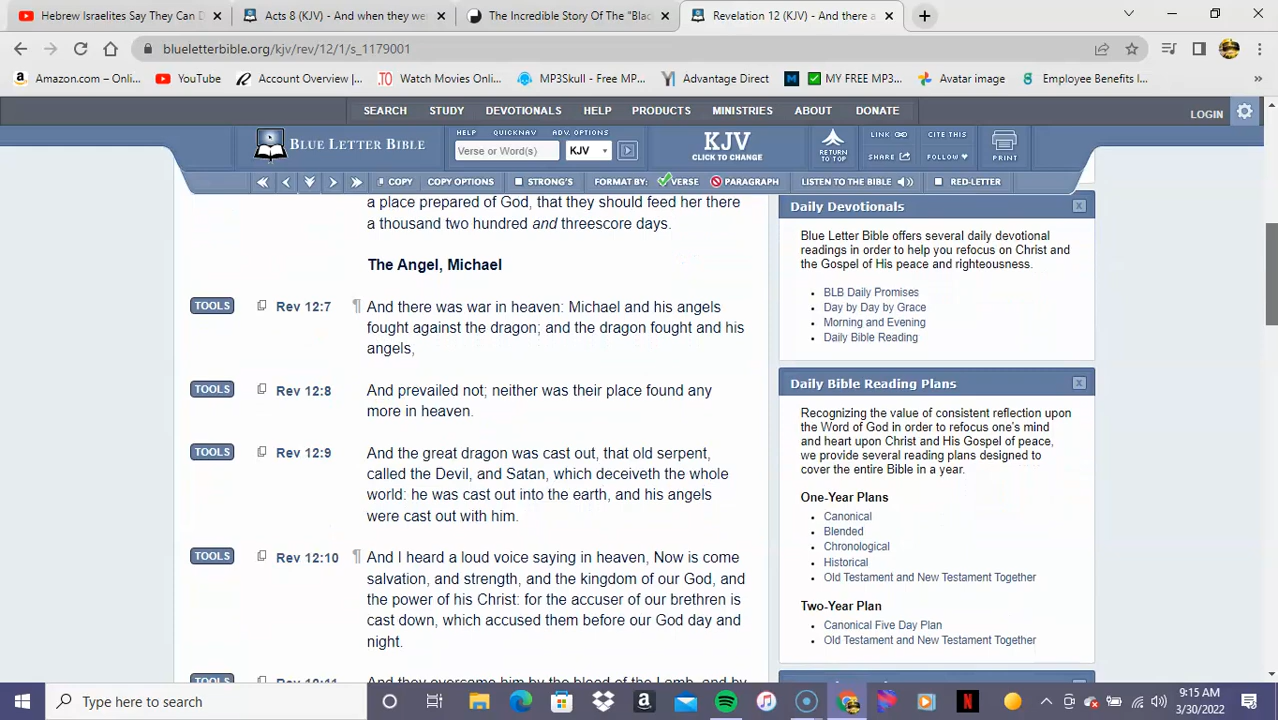 Hebrew Israelites Say They Can D
Acts 8 (KJV) - And when they we
The Incredible Story Of The "Blac
Revelation 12 (KJV) - And there a
blueletterbible.org/kjv/rev/12/1/s_1179001
Amazon.com – Onli...
YouTube
Account Overview |...
Watch Movies Onlin...
MP3Skull - Free MP...
Advantage Direct
MY FREE MP3...
Avatar image
Employee Benefits I...
SEARCH STUDY DEVOTIONALS HELP PRODUCTS MINISTRIES ABOUT DONATE
LOGIN
BLUE LETTER BIBLE
HELP QUICKNAV ADV. OPTIONS
Verse or Word(s)
KJV
KJV
CLICK TO CHANGE
RETURN
TO TOP
LINK
SHARE
CITE THIS
FOLLOW
PRINT
COPY COPY OPTIONS STRONG'S FORMAT BY: VERSE PARAGRAPH LISTEN TO THE BIBLE RED-LETTER
a place prepared of God, that they should feed her there
a thousand two hundred and threescore days.
The Angel, Michael
TOOLS Rev 12:7 ¶ And there was war in heaven: Michael and his angels
fought against the dragon; and the dragon fought and his
angels,
TOOLS Rev 12:8 And prevailed not; neither was their place found any
more in heaven.
TOOLS Rev 12:9 And the great dragon was cast out, that old serpent,
called the Devil, and Satan, which deceiveth the whole
world: he was cast out into the earth, and his angels
were cast out with him.
TOOLS Rev 12:10 ¶ And I heard a loud voice saying in heaven, Now is come
salvation, and strength, and the kingdom of our God, and
the power of his Christ: for the accuser of our brethren is
cast down, which accused them before our God day and
night.
TOOLS Rev 12:11 And they overcame him by the blood of the Lamb, and by
Daily Devotionals
Blue Letter Bible offers several daily devotional
readings in order to help you refocus on Christ and
the Gospel of His peace and righteousness.
• BLB Daily Promises
• Day by Day by Grace
• Morning and Evening
• Daily Bible Reading
Daily Bible Reading Plans
Recognizing the value of consistent reflection upon
the Word of God in order to refocus one's mind
and heart upon Christ and His Gospel of peace,
we provide several reading plans designed to
cover the entire Bible in a year.
One-Year Plans
• Canonical
• Blended
• Chronological
• Historical
• Old Testament and New Testament Together
Two-Year Plan
• Canonical Five Day Plan
• Old Testament and New Testament Together
Type here to search
9:15 AM
3/30/2022